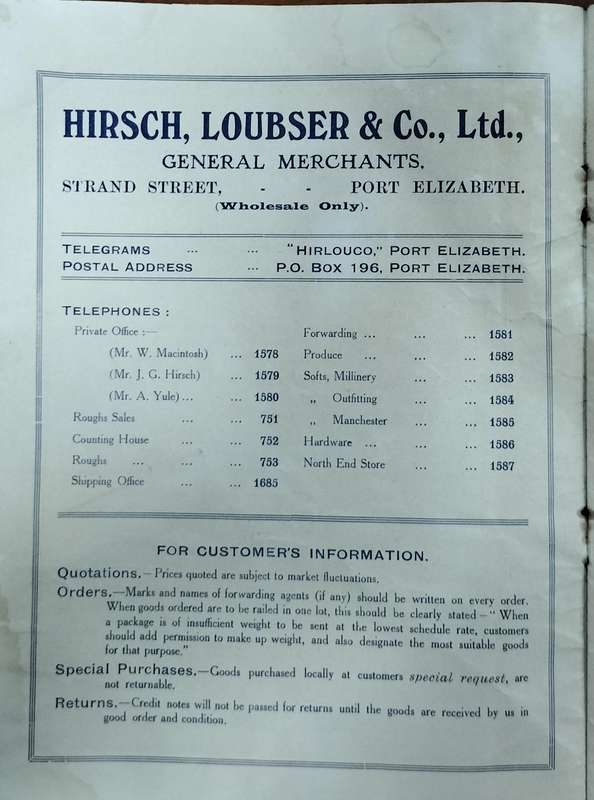 HIRSCH, LOUBSER & Co., Ltd.,
GENERAL MERCHANTS,
STRAND STREET, - - PORT ELIZABETH.
(Wholesale Only).
TELEGRAMS ... ... "HIRLOUCO," PORT ELIZABETH.
POSTAL ADDRESS ... P.O. BOX 196, PORT ELIZABETH.
TELEPHONES :
Private Office :—
(Mr. W. Macintosh) ... 1578
(Mr. J. G. Hirsch) ... 1579
(Mr. A. Yule) ... ... 1580
Roughs Sales ... ... 751
Counting House ... ... 752
Roughs ... ... ... 753
Shipping Office ... ... 1685
Forwarding ... ... ... 1581
Produce ... ... ... 1582
Softs, Millinery ... ... 1583
„ Outfitting ... ... 1584
„ Manchester ... ... 1585
Hardware ... ... ... 1586
North End Store ... ... 1587
FOR CUSTOMER'S INFORMATION.
Quotations.—Prices quoted are subject to market fluctuations.
Orders.—Marks and names of forwarding agents (if any) should be written on every order.
When goods ordered are to be railed in one lot, this should be clearly stated—" When
a package is of insufficient weight to be sent at the lowest schedule rate, customers
should add permission to make up weight, and also designate the most suitable goods
for that purpose."
Special Purchases.—Goods purchased locally at customers special request, are
not returnable.
Returns.—Credit notes will not be passed for returns until the goods are received by us in
good order and condition.